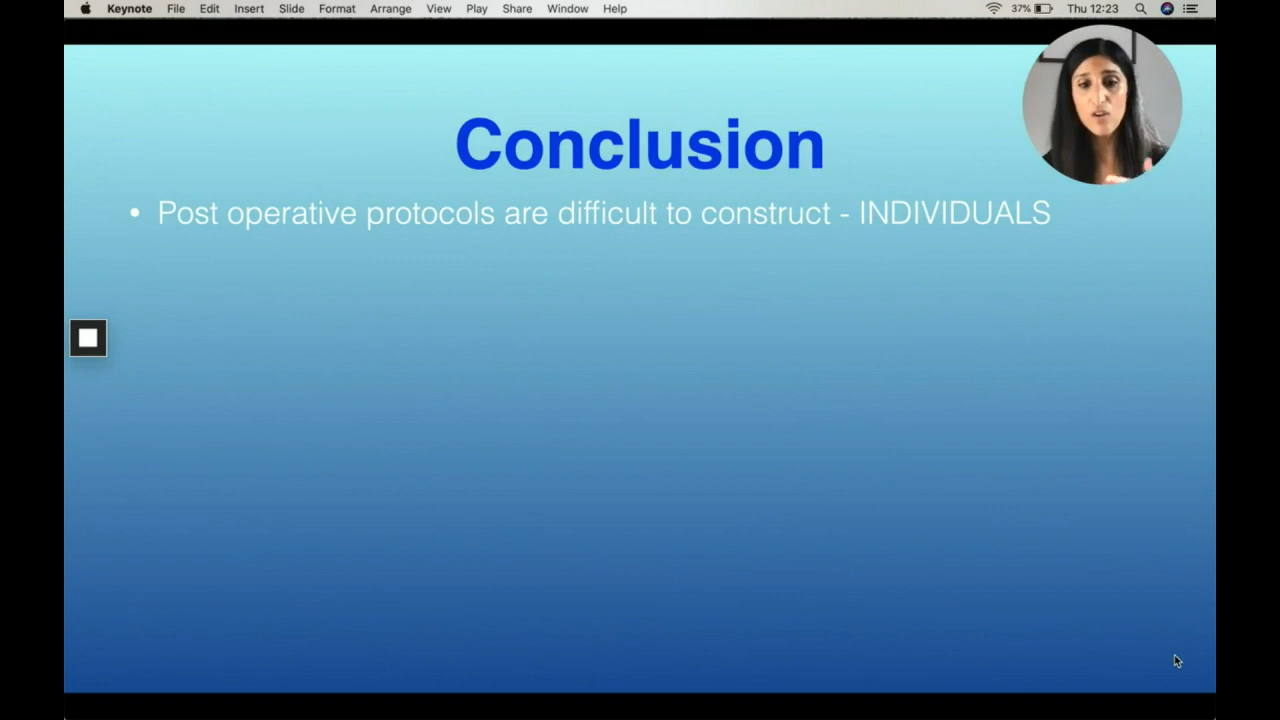 Keynote File Edit Insert Slide Format Arrange View Play Share Window Help 37% Thu 12:23
Conclusion
• Post operative protocols are difficult to construct - INDIVIDUALS